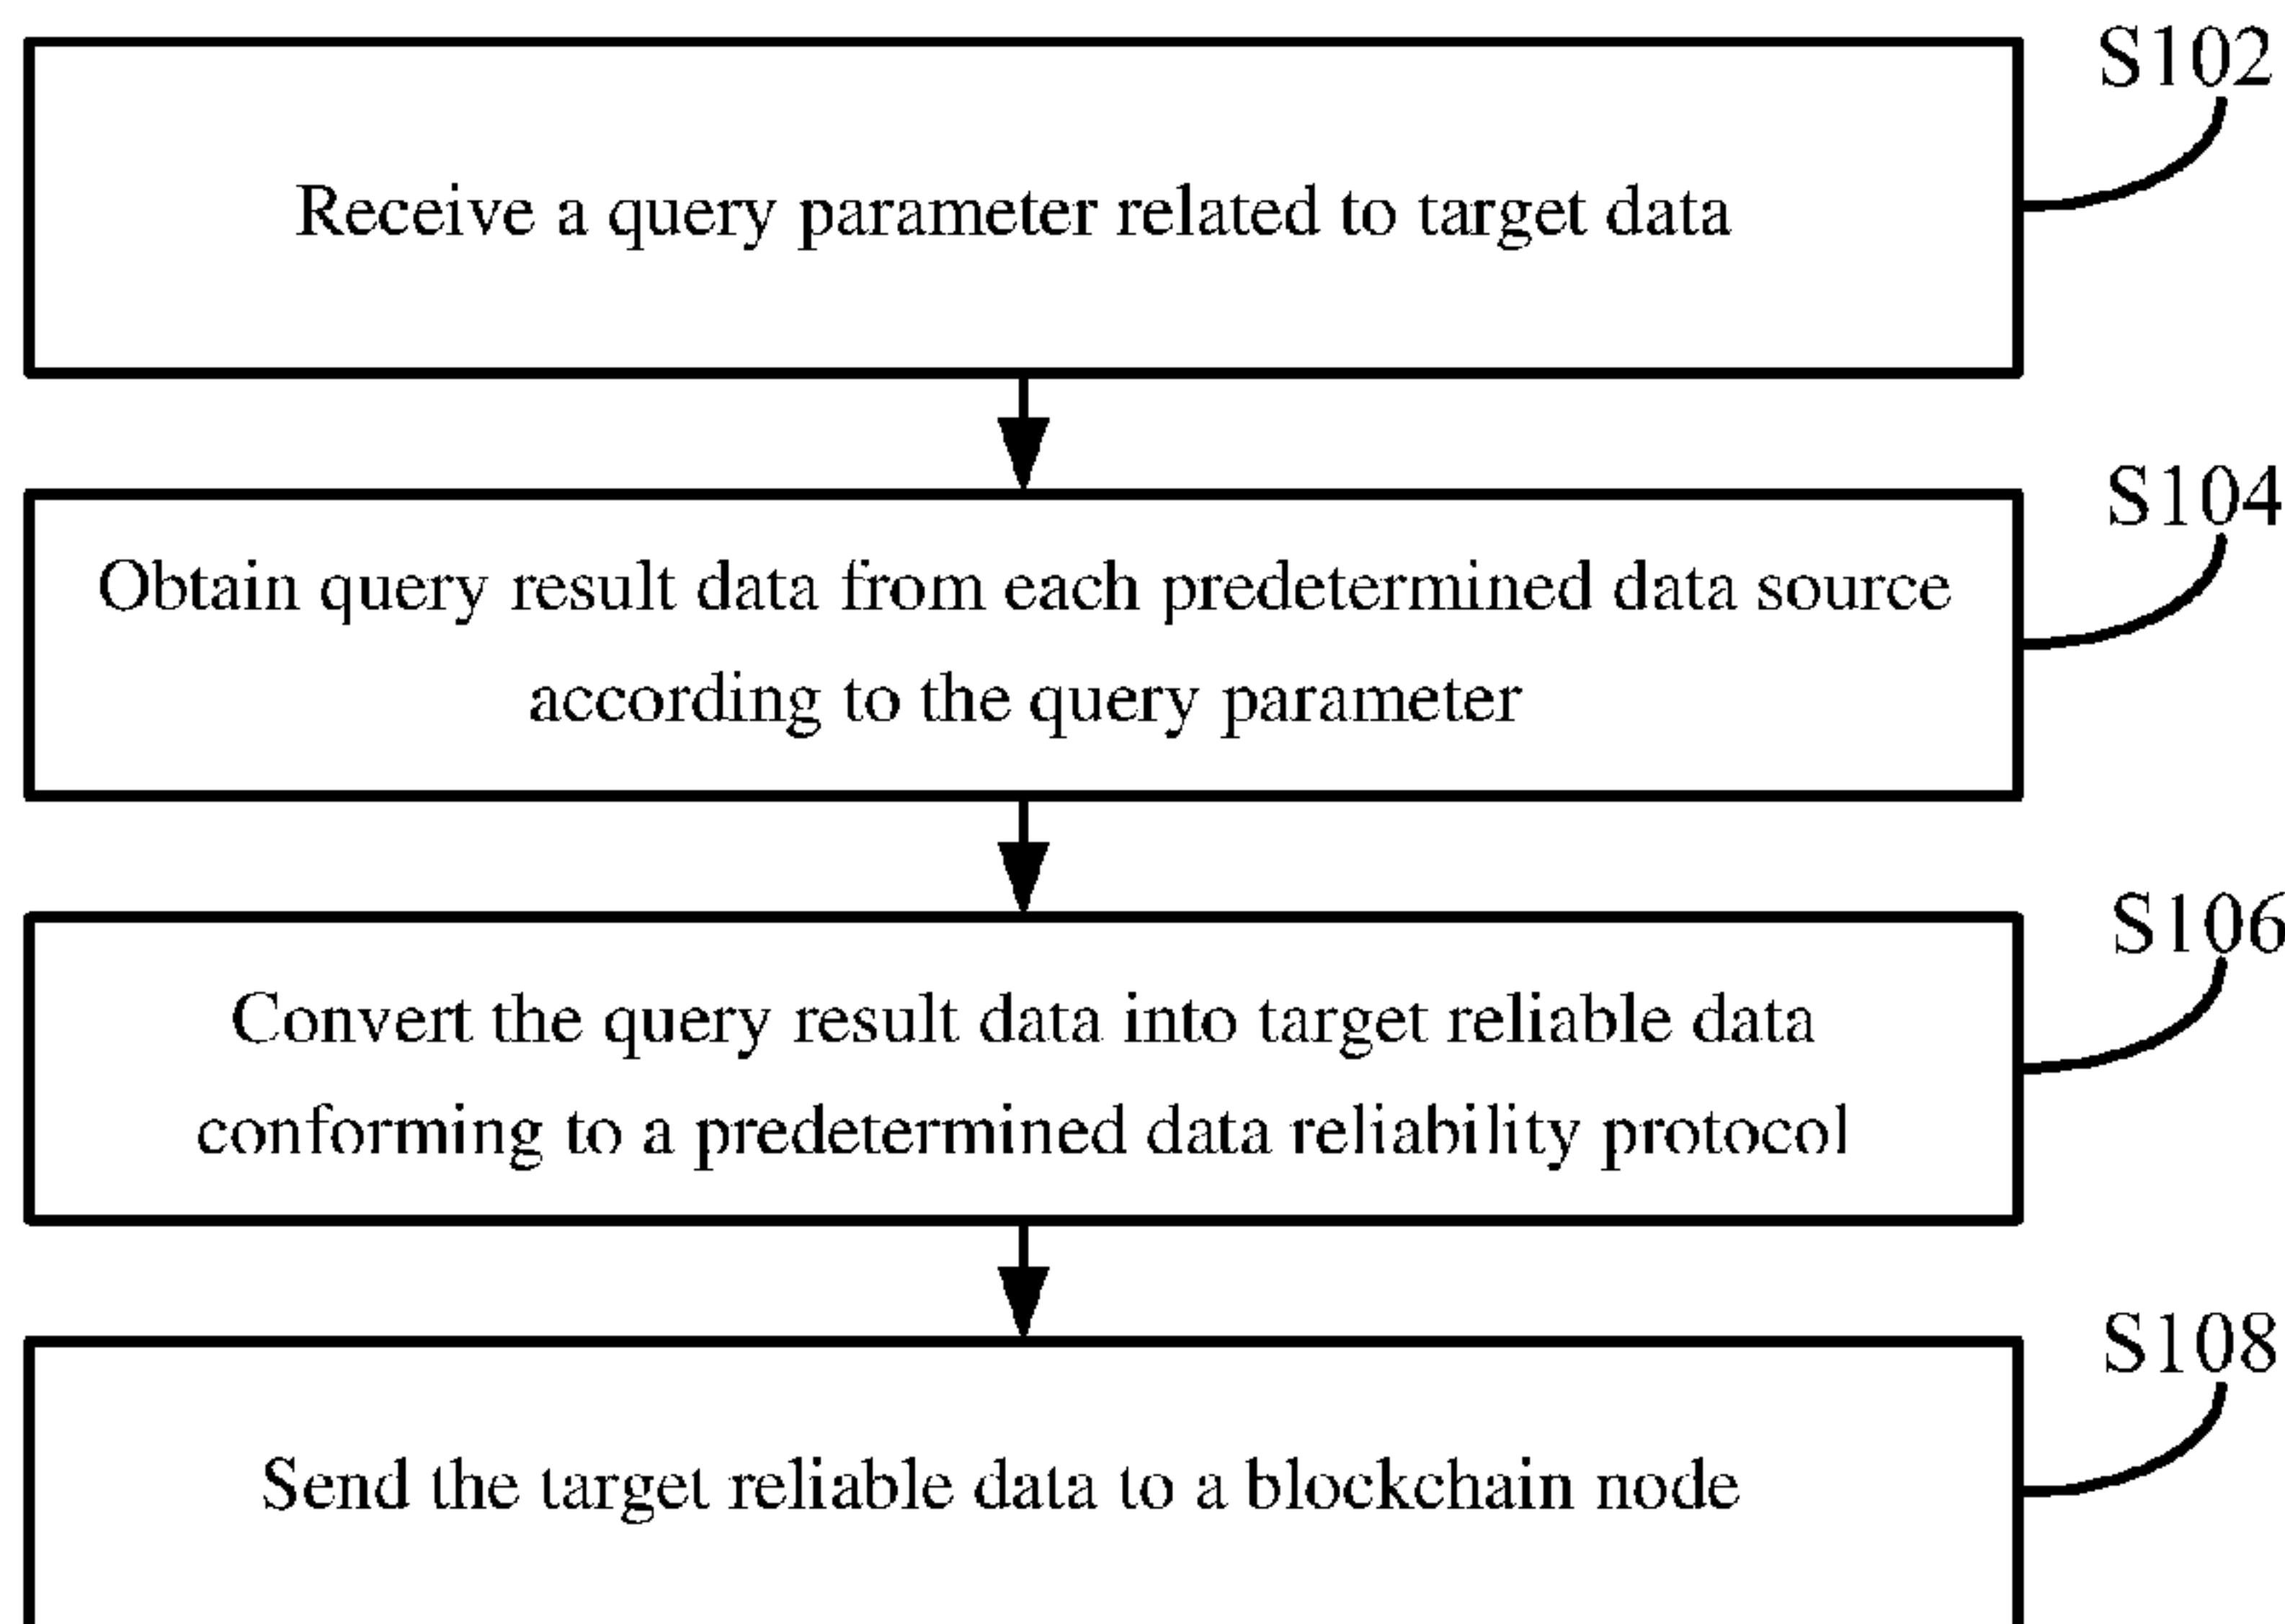 S102
Receive a query parameter related to target data
S104
Obtain query result data from each predetermined data source
according to the query parameter
S106
Convert the query result data into target reliable data
conforming to a predetermined data reliability protocol
S108
Send the target reliable data to a blockchain node